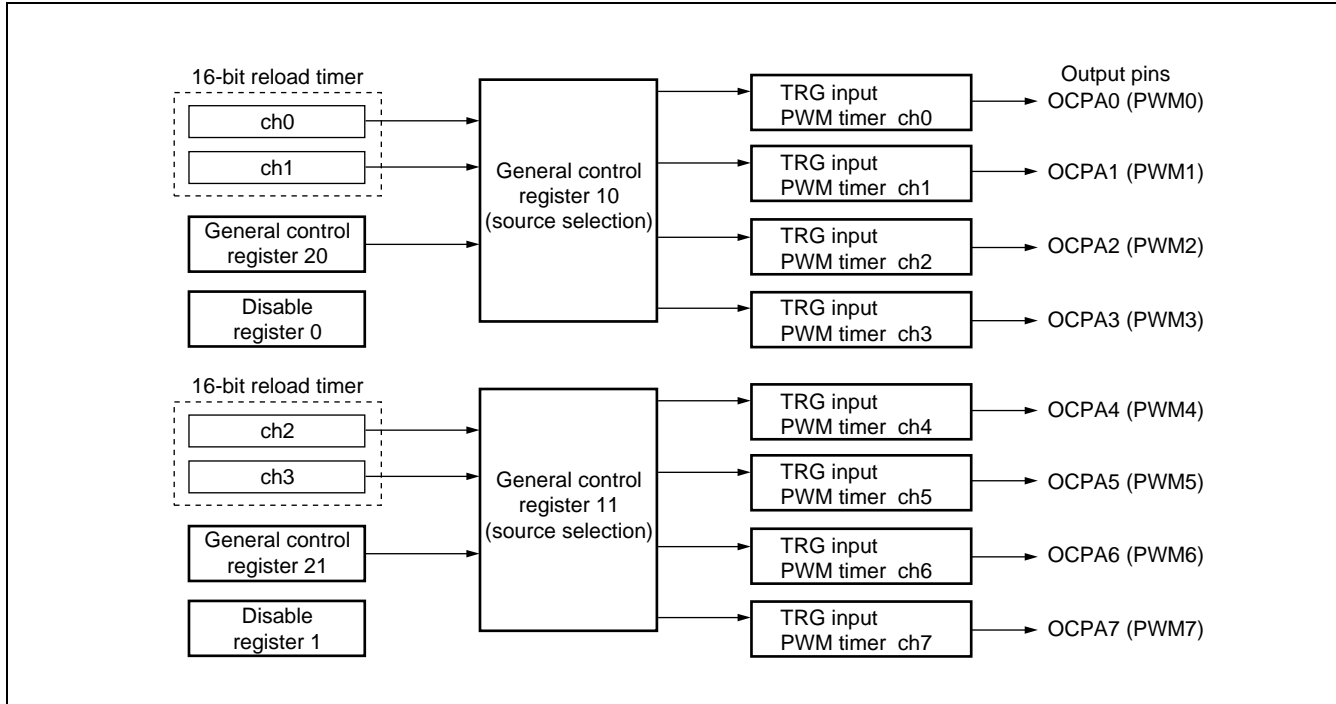 16-bit reload timer
ch0
ch1
General control
register 20
Disable
register 0
General control
register 10
(source selection)
TRG input
PWM timer ch0
TRG input
PWM timer ch1
TRG input
PWM timer ch2
TRG input
PWM timer ch3
Output pins
OCPA0 (PWM0)
OCPA1 (PWM1)
OCPA2 (PWM2)
OCPA3 (PWM3)
16-bit reload timer
ch2
ch3
General control
register 21
Disable
register 1
General control
register 11
(source selection)
TRG input
PWM timer ch4
TRG input
PWM timer ch5
TRG input
PWM timer ch6
TRG input
PWM timer ch7
OCPA4 (PWM4)
OCPA5 (PWM5)
OCPA6 (PWM6)
OCPA7 (PWM7)